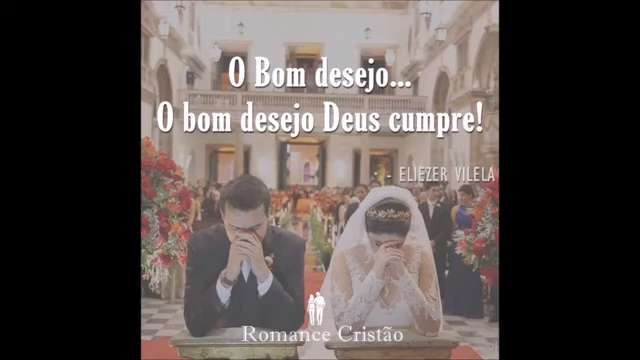 O Bom desejo...
O bom desejo Deus cumpre!
- ELIEZER VILELA
Romance Cristão